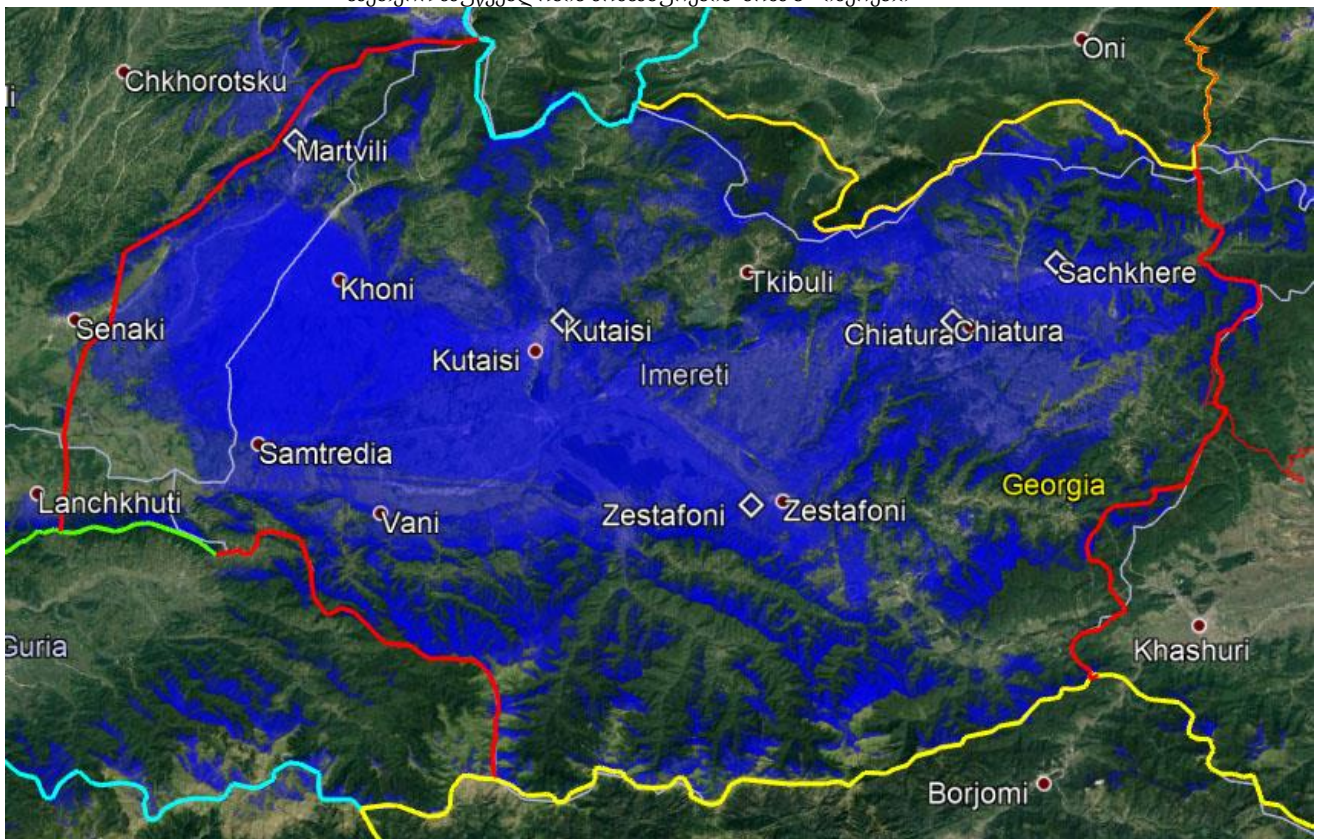 Oni
Chkhorotsku
li
Martvili
Khoni
Tkibuli
Sachkhere
Senaki
Kutaisi
Chiatura
Chiatura
Kutaisi
Imereti
Samtredia
Georgia
Lanchkhuti
Vani
Zestafoni
Zestafoni
Guria
Khashuri
Borjomi